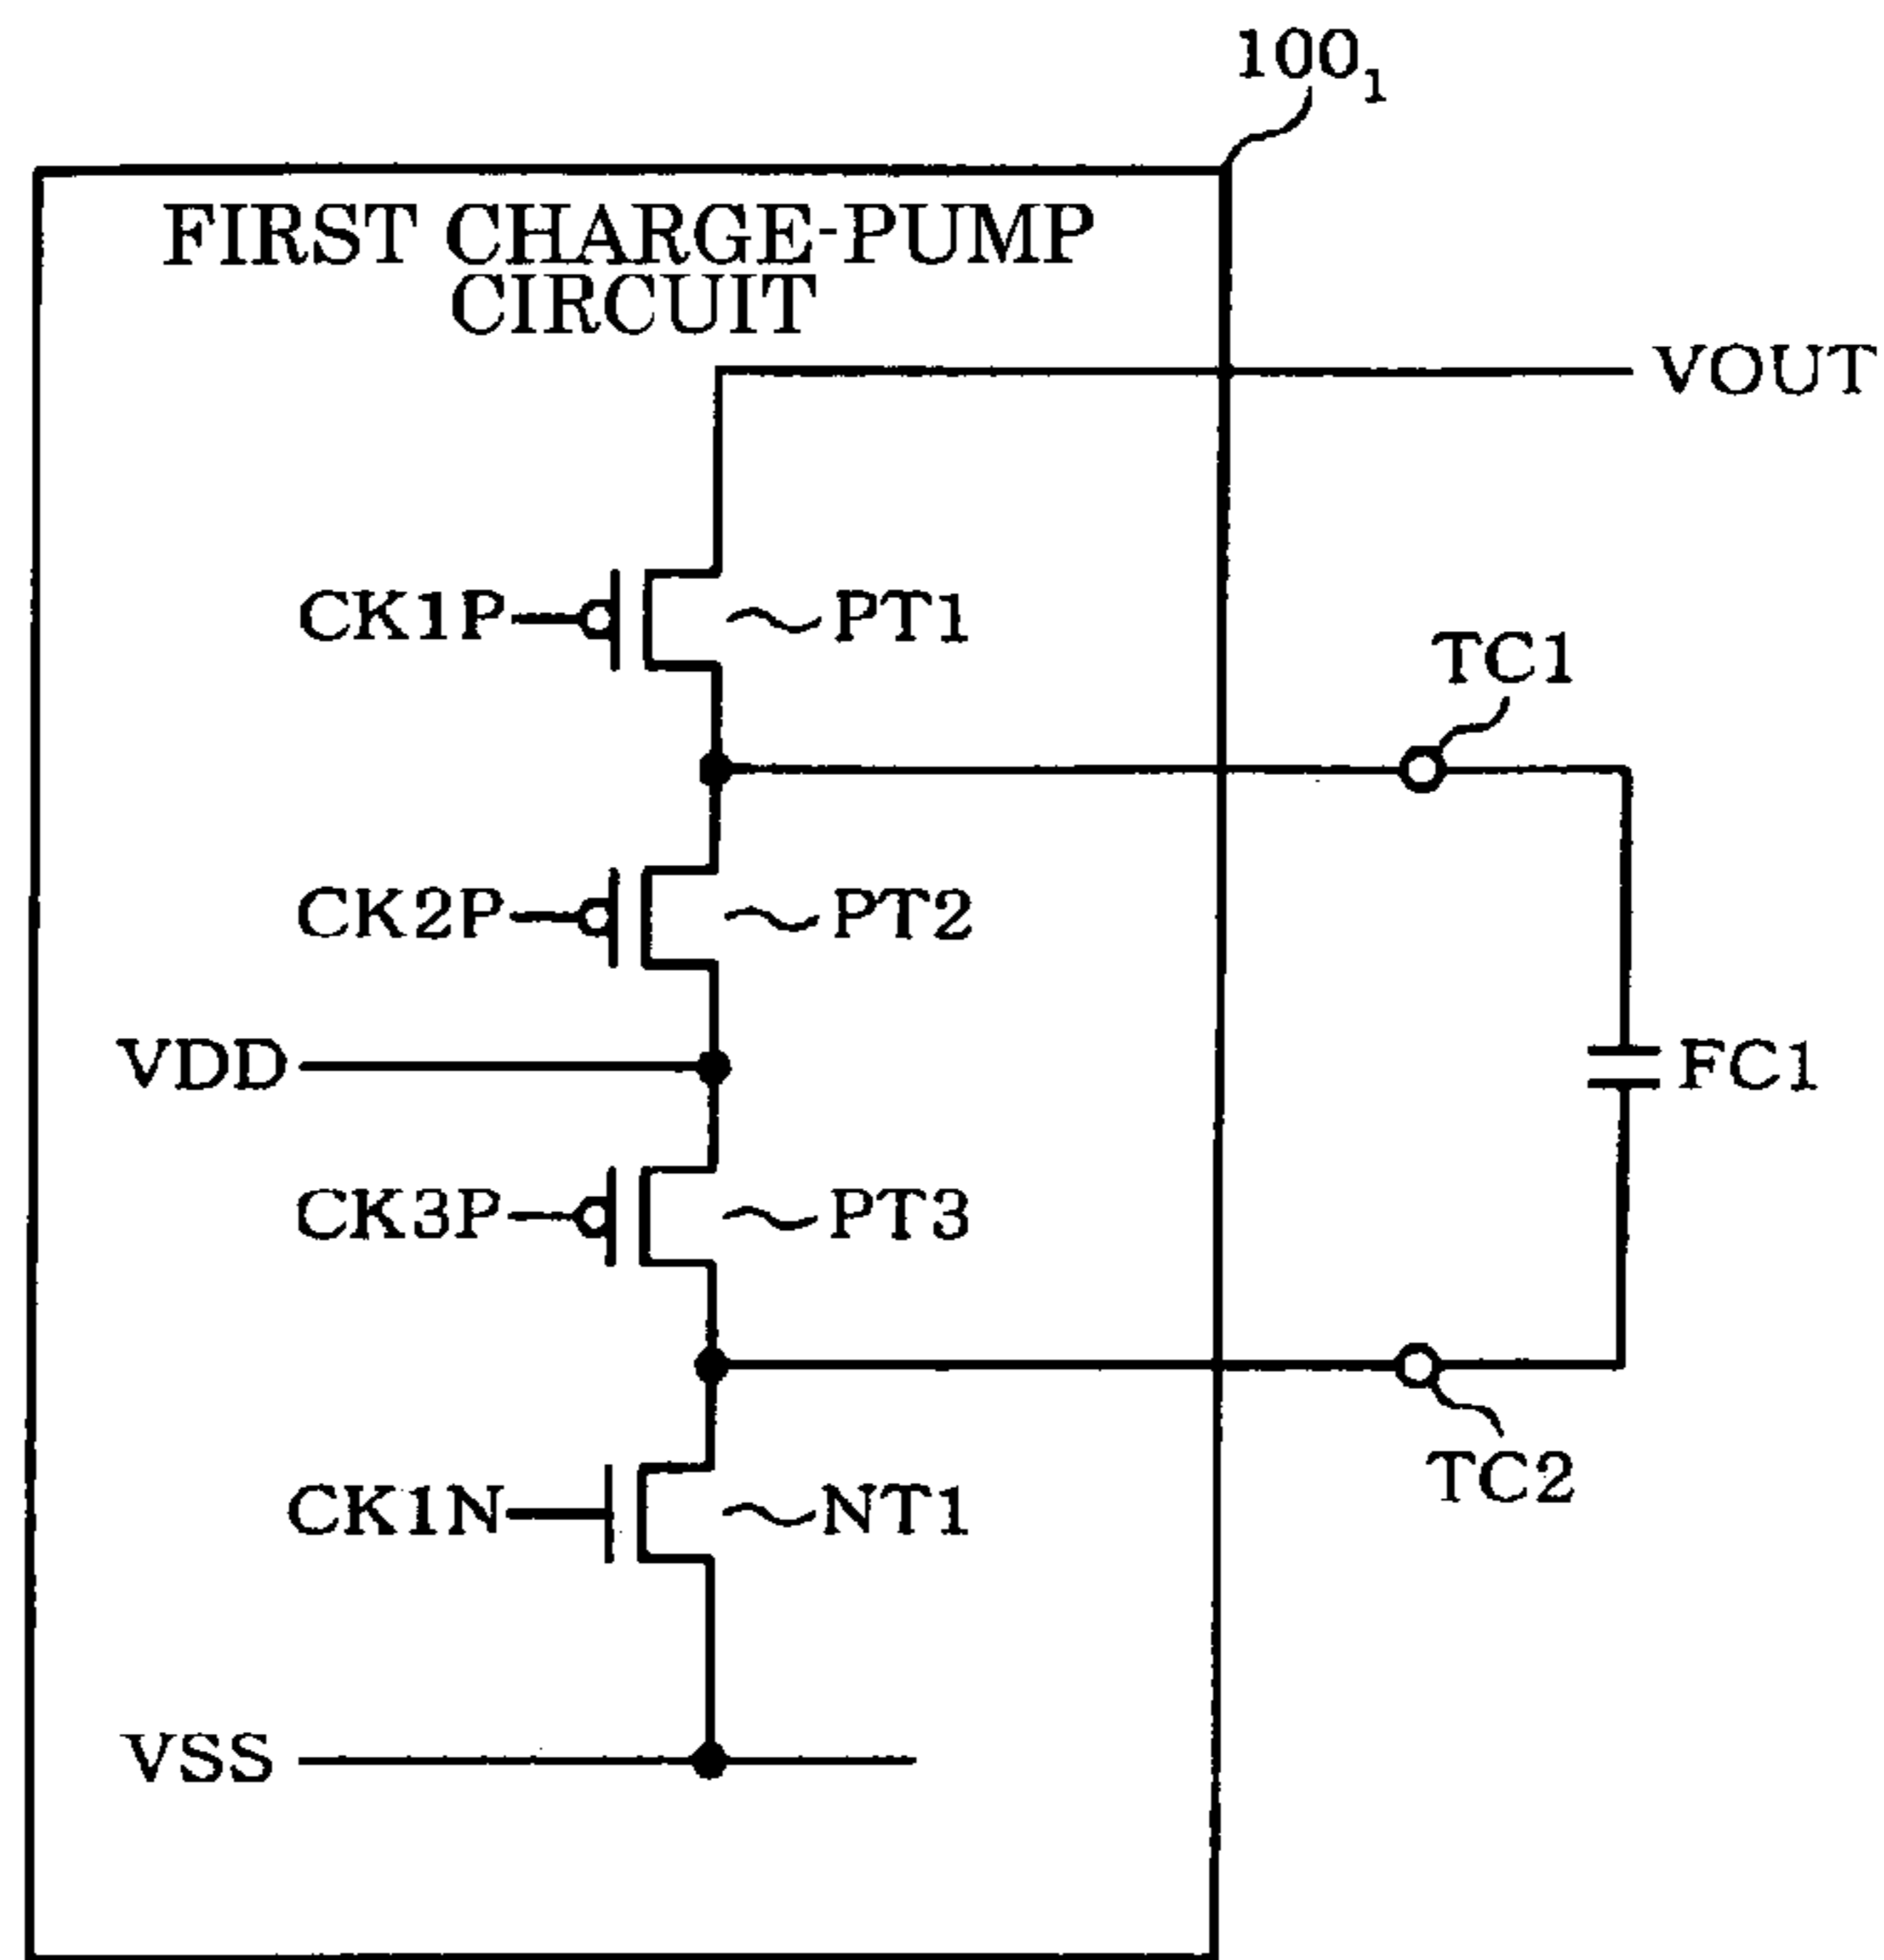 100₁
FIRST CHARGE-PUMP
CIRCUIT
VOUT
CK1P
PT1
TC1
CK2P
PT2
VDD
FC1
CK3P
PT3
CK1N
NT1
TC2
VSS